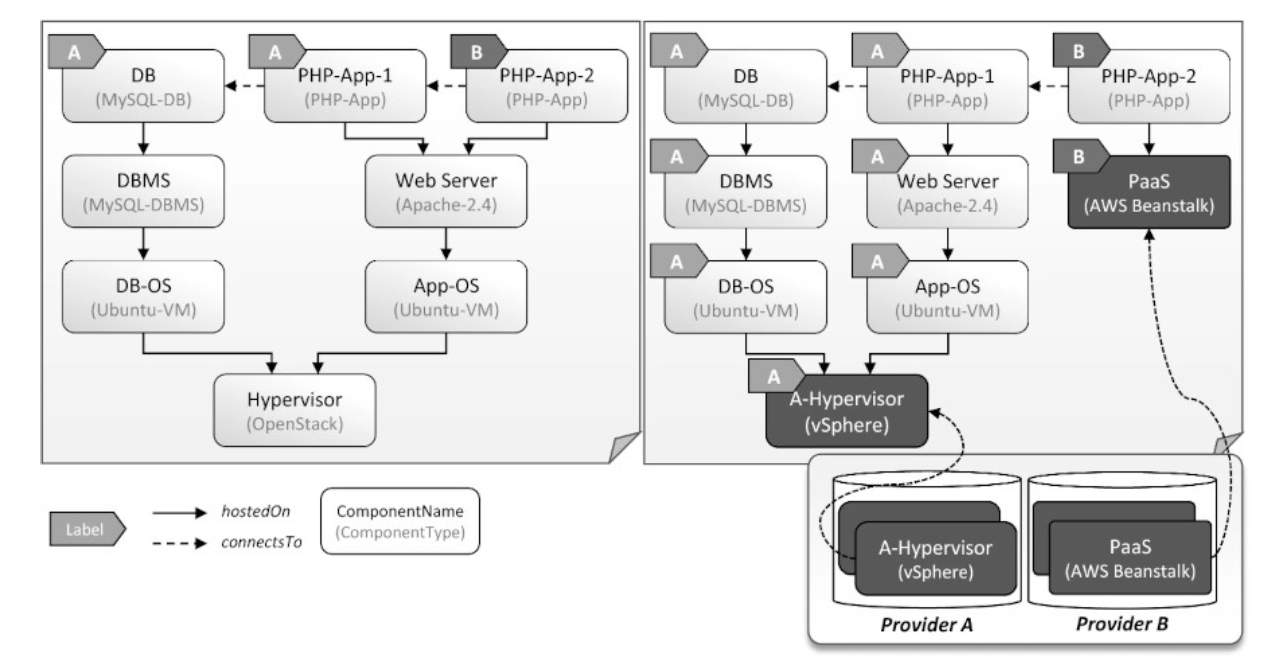 A
DB
(MySQL-DB)
A
PHP-App-1
(PHP-App)
B
PHP-App-2
(PHP-App)
DBMS
(MySQL-DBMS)
Web Server
(Apache-2.4)
DB-OS
(Ubuntu-VM)
App-OS
(Ubuntu-VM)
Hypervisor
(OpenStack)
A
DB
(MySQL-DB)
A
PHP-App-1
(PHP-App)
B
PHP-App-2
(PHP-App)
A
DBMS
(MySQL-DBMS)
A
Web Server
(Apache-2.4)
B
PaaS
(AWS Beanstalk)
A
DB-OS
(Ubuntu-VM)
A
App-OS
(Ubuntu-VM)
A
A-Hypervisor
(vSphere)
Label
hostedOn
connectsTo
ComponentName
(ComponentType)
A-Hypervisor
(vSphere)
Provider A
PaaS
(AWS Beanstalk)
Provider B